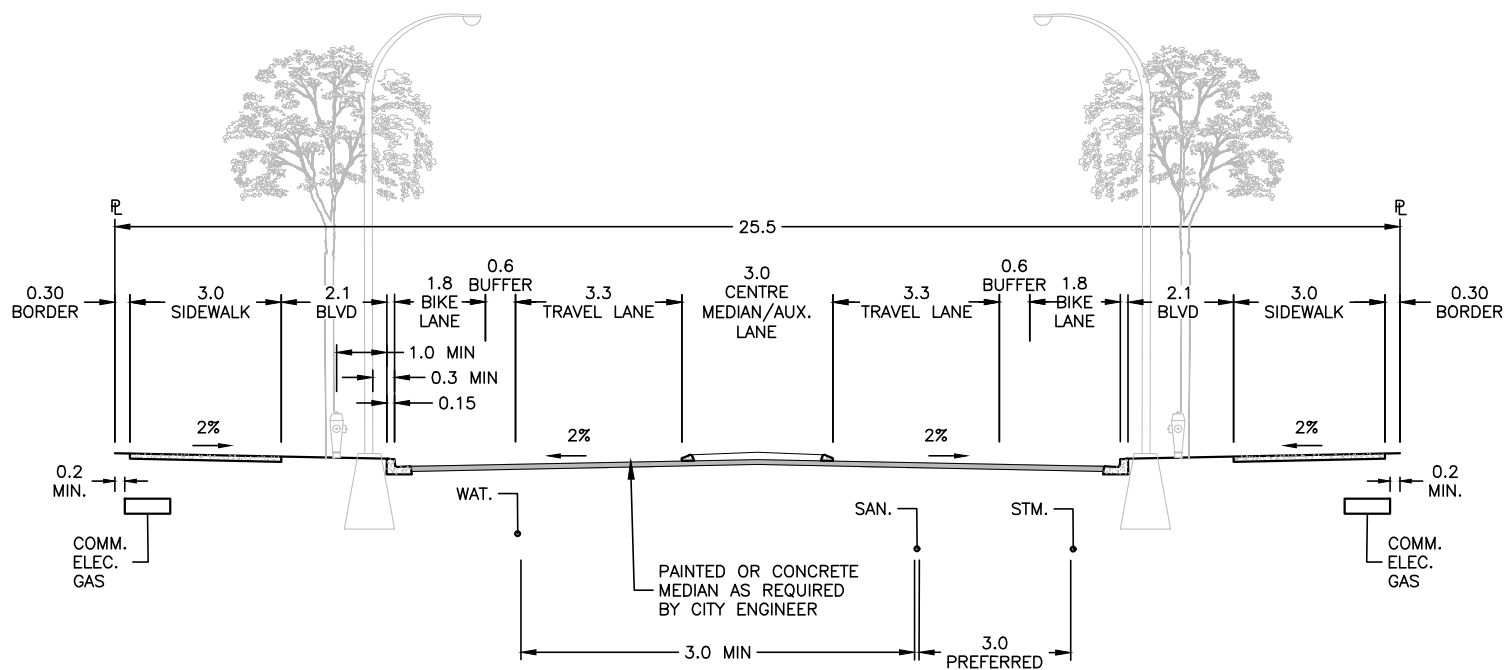 PL
PL
25.5
0.30
BORDER
3.0
SIDEWALK
2.1
BLVD
1.8
BIKE
LANE
0.6
BUFFER
3.3
TRAVEL LANE
3.0
CENTRE
MEDIAN/AUX.
LANE
3.3
TRAVEL LANE
0.6
BUFFER
1.8
BIKE
LANE
2.1
BLVD
3.0
SIDEWALK
0.30
BORDER
1.0 MIN
0.3 MIN
0.15
2%
2%
2%
2%
0.2
MIN.
0.2
MIN.
WAT.
SAN.
STM.
COMM.
ELEC.
GAS
COMM.
ELEC.
GAS
PAINTED OR CONCRETE
MEDIAN AS REQUIRED
BY CITY ENGINEER
3.0 MIN
3.0
PREFERRED